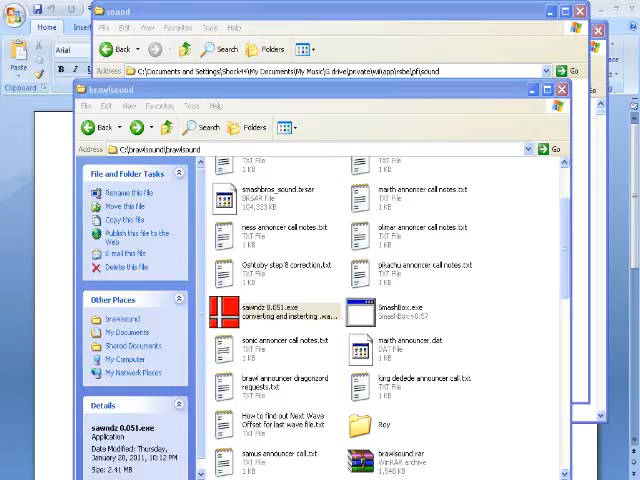 sound
File Edit View Favorites Tools Help
Home Insert
Back Search Folders
Paste
Arial
Address C:\Documents and Settings\Shock44\My Documents\My Music\G drive\private\wii\app\rsbe\pf\sound Go
B I
Clipboard
brawlsound
File Edit View Favorites Tools Help
Back Search Folders
Address C:\brawlsound\brawlsound Go
File and Folder Tasks
Rename this file
Move this file
Copy this file
Publish this file to the
Web
E-mail this file
Delete this file
Other Places
brawlsound
My Documents
Shared Documents
My Computer
My Network Places
Details
sawndz 0.051.exe
Application
Date Modified: Thursday,
January 20, 2011, 10:12 PM
Size: 2.41 MB
TXT File
1 KB
TXT File
1 KB
smashbros_sound.brsar
BRSAR File
104,333 KB
marth annoncer call notes.txt
TXT File
1 KB
ness annoncer call notes.txt
TXT File
1 KB
olimar annoncer call notes.txt
TXT File
1 KB
Oshtoby step 8 correction.txt
TXT File
1 KB
pikachu annoncer call notes.txt
TXT File
1 KB
sawndz 0.051.exe
converting and instering .wa...
SmashBox.exe
SmashBox v0.57
sonic annoncer call notes.txt
TXT File
1 KB
marth announcer.dat
DAT File
1 KB
brawl announcer dragonzord
requests.txt
TXT File
king dedede announcer call.txt
TXT File
1 KB
How to find out Next Wave
Offset for last wave file.txt
TXT File
Roy
samus announcer call.txt
TXT File
1 KB
brawlsound.rar
WinRAR archive
1,548 KB